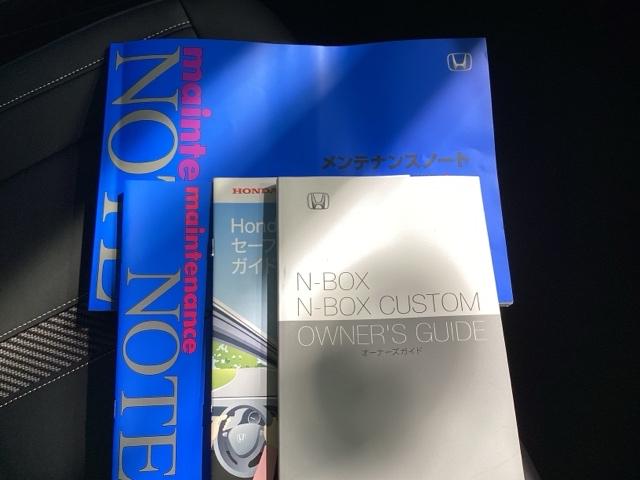 mainte
NOTE
メンテナンスノート
maintenance
NOTE
HONDA
Hond
セーフ
ガイド
N-BOX
N-BOX CUSTOM
OWNER'S GUIDE
オーナーズガイド